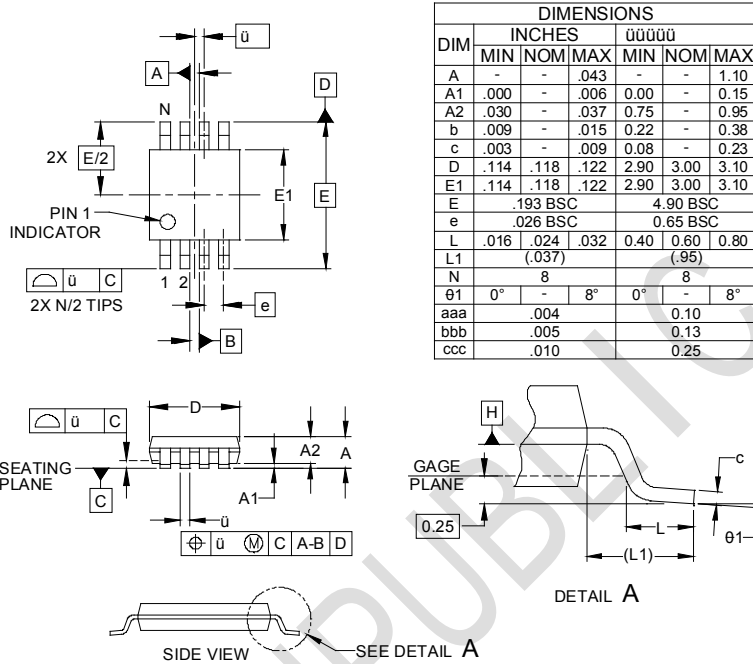 ü
A
D
N
2X E/2
E1
E
PIN 1
INDICATOR
ü C
1 2
2X N/2 TIPS
e
B
DIMENSIONS
DIM INCHES üüüüü
MIN NOM MAX MIN NOM MAX
A - - .043 - - 1.10
A1 .000 - .006 0.00 - 0.15
A2 .030 - .037 0.75 - 0.95
b .009 - .015 0.22 - 0.38
c .003 - .009 0.08 - 0.23
D .114 .118 .122 2.90 3.00 3.10
E1 .114 .118 .122 2.90 3.00 3.10
E .193 BSC 4.90 BSC
e .026 BSC 0.65 BSC
L .016 .024 .032 0.40 0.60 0.80
L1 (.037) (.95)
N 8 8
θ1 0° - 8° 0° - 8°
aaa .004 0.10
bbb .005 0.13
ccc .010 0.25
ü C
D
A2 A
SEATING
PLANE
C
A1
ü
⌖ ü Ⓜ C A-B D
SIDE VIEW
SEE DETAIL A
H
GAGE
PLANE
0.25
c
L
θ1
(L1)
DETAIL A
PUBLIC